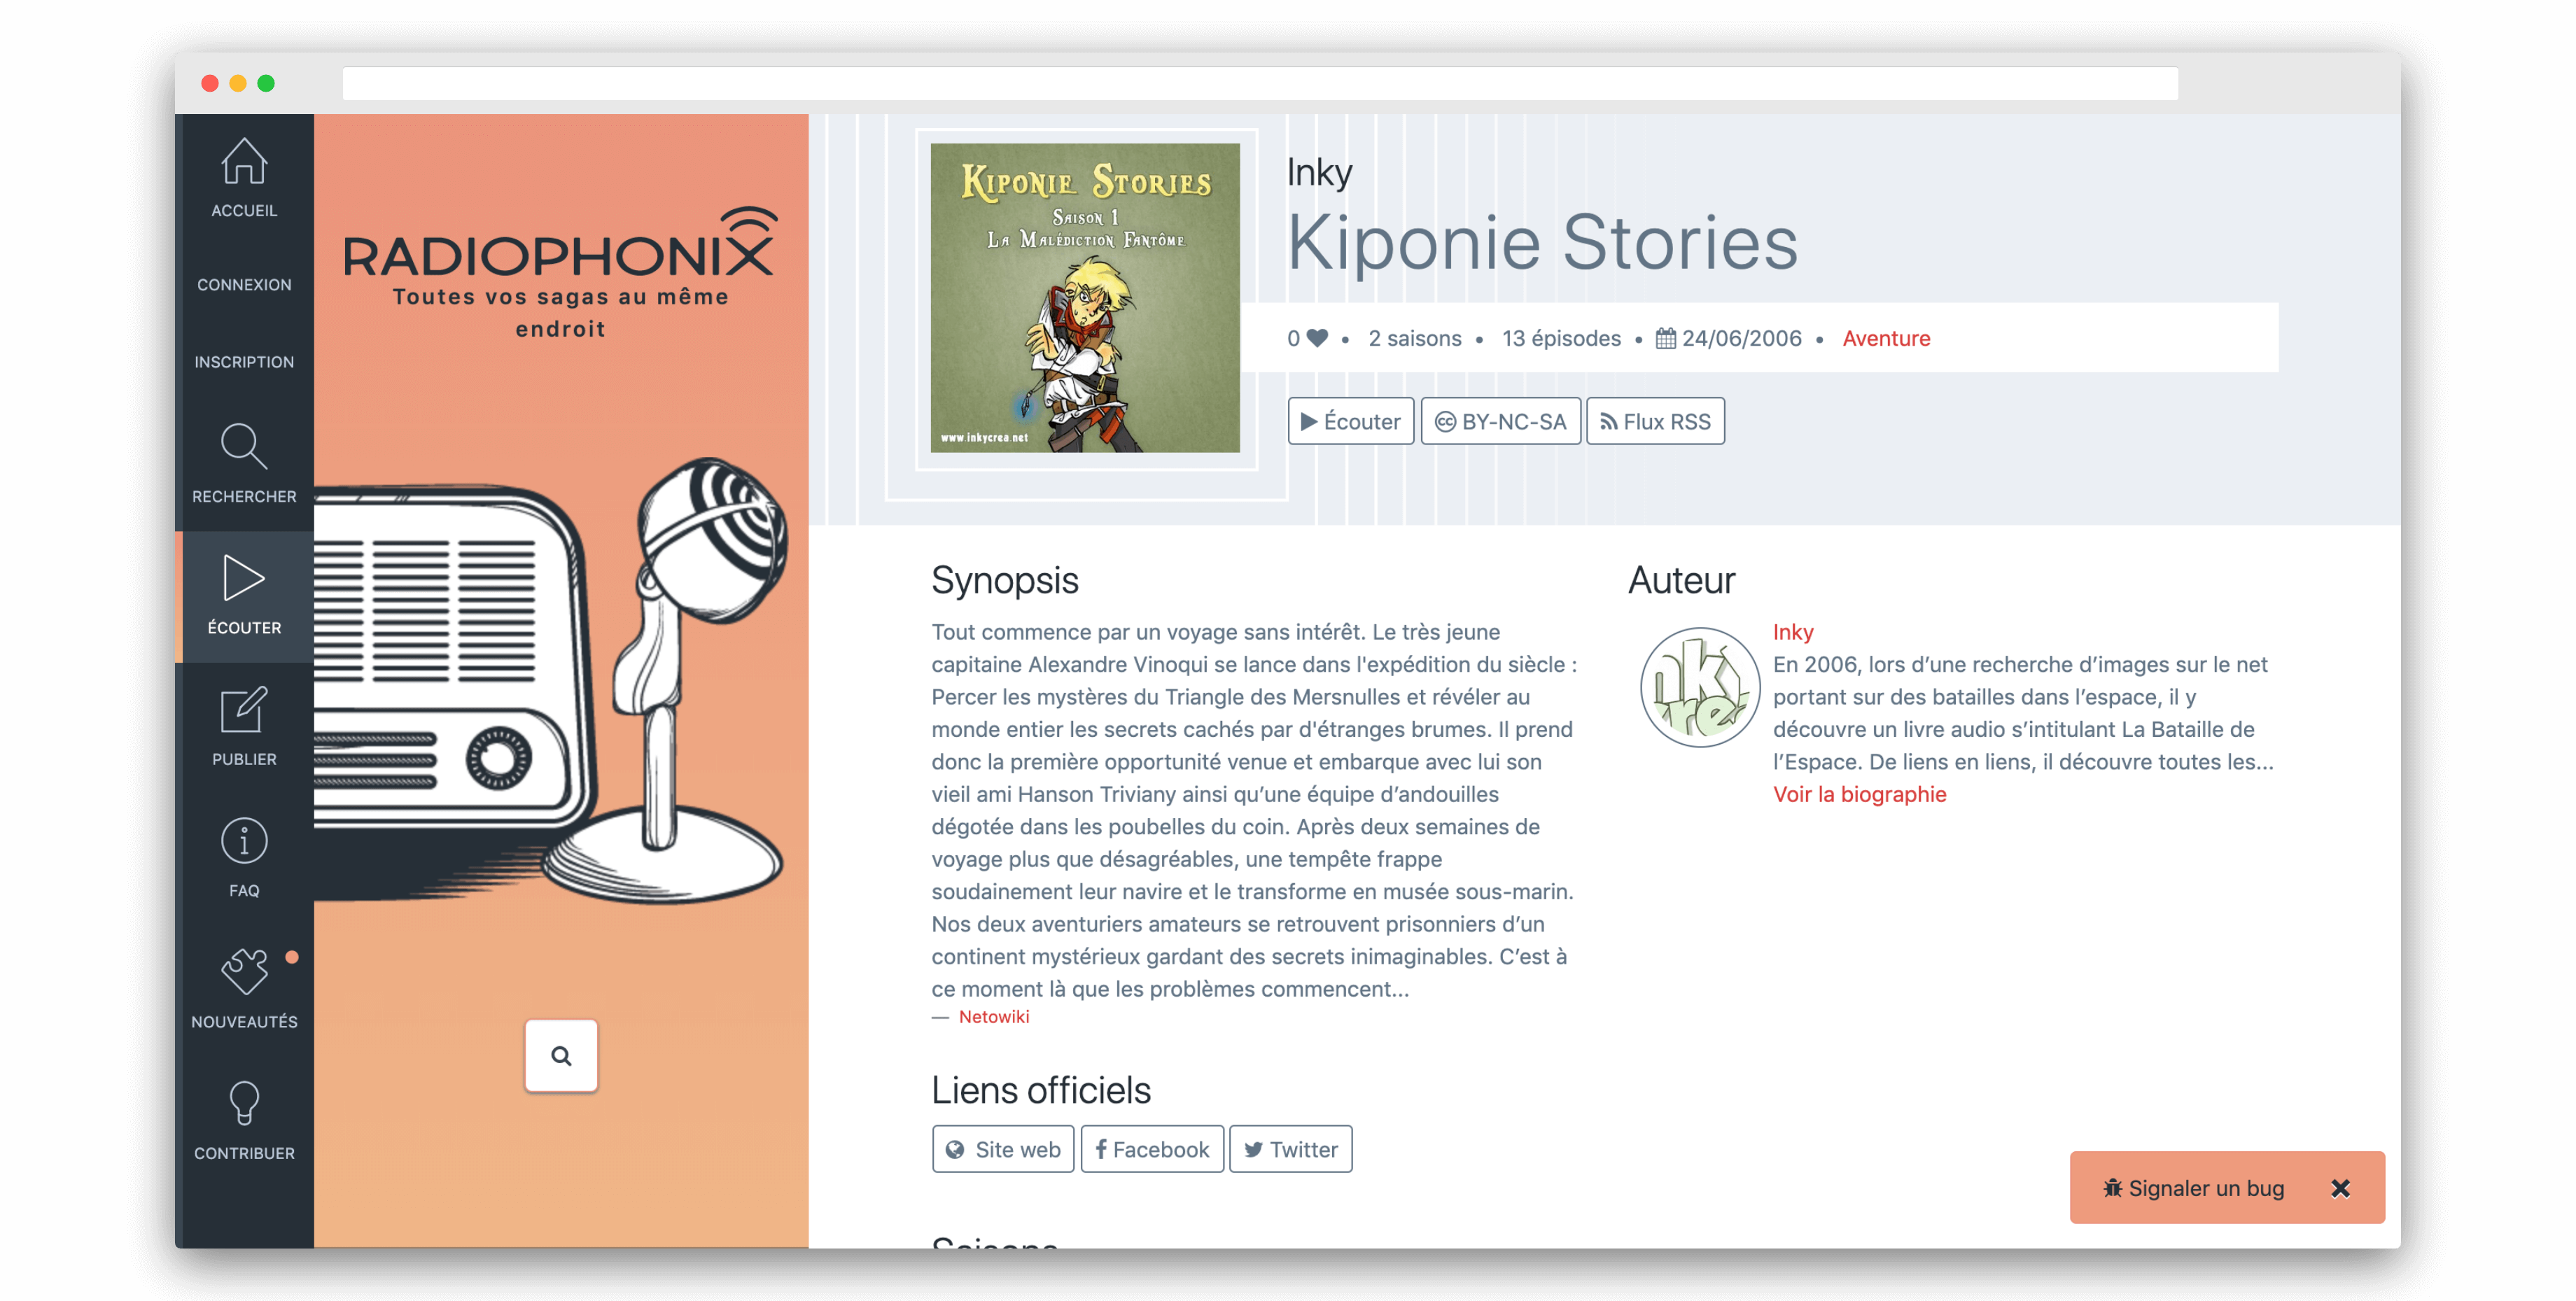 ACCUEIL
CONNEXION
INSCRIPTION
RECHERCHER
ÉCOUTER
PUBLIER
FAQ
NOUVEAUTÉS
CONTRIBUER
RADIOPHONIX
Toutes vos sagas au même
endroit
KIPONIE STORIES
SAISON 1
LA MALÉDICTION FANTÔME
www.inkycrea.net
Inky
Kiponie Stories
0 • 2 saisons • 13 épisodes • 24/06/2006 • Aventure
Écouter
cc BY-NC-SA
Flux RSS
Synopsis
Tout commence par un voyage sans intérêt. Le très jeune
capitaine Alexandre Vinoqui se lance dans l'expédition du siècle :
Percer les mystères du Triangle des Mersnulles et révéler au
monde entier les secrets cachés par d'étranges brumes. Il prend
donc la première opportunité venue et embarque avec lui son
vieil ami Hanson Triviany ainsi qu’une équipe d’andouilles
dégotée dans les poubelles du coin. Après deux semaines de
voyage plus que désagréables, une tempête frappe
soudainement leur navire et le transforme en musée sous-marin.
Nos deux aventuriers amateurs se retrouvent prisonniers d’un
continent mystérieux gardant des secrets inimaginables. C’est à
ce moment là que les problèmes commencent...
— Netowiki
Auteur
nk
re
Inky
En 2006, lors d’une recherche d’images sur le net
portant sur des batailles dans l’espace, il y
découvre un livre audio s’intitulant La Bataille de
l’Espace. De liens en liens, il découvre toutes les...
Voir la biographie
Liens officiels
Site web
Facebook
Twitter
Saisons
Signaler un bug